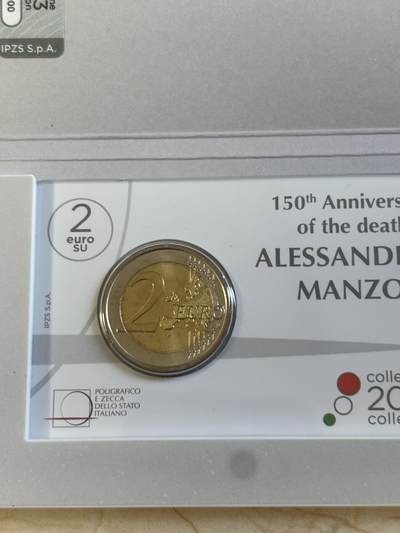 IPZS S.p.A.
2
euro
SU
150th Annivers
of the death
ALESSAND
MANZO
2 EURO
IPZS S.p.A.
POLIGRAFICO
E ZECCA
DELLO STATO
ITALIANO
colle
20
colle